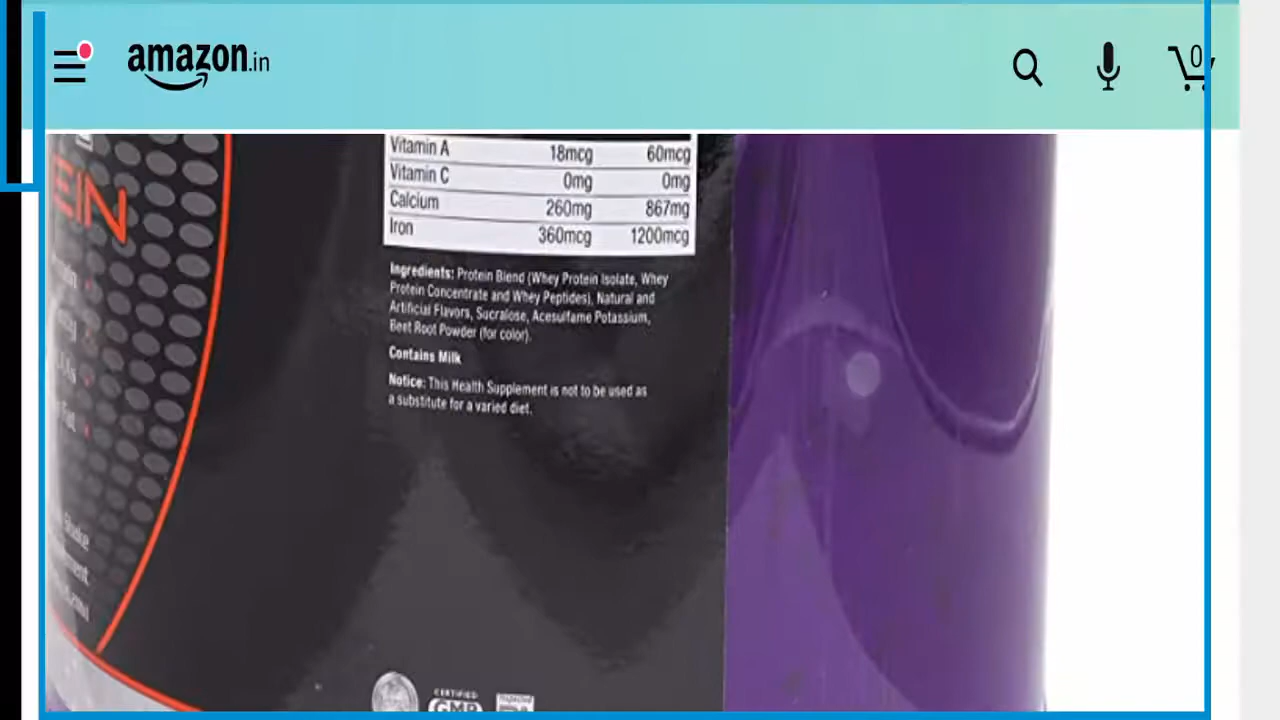 amazon.in
0
EIN
Vitamin A 18mcg 60mcg
Vitamin C 0mg 0mg
Calcium 260mg 867mg
Iron 360mcg 1200mcg
Ingredients: Protein Blend (Whey Protein Isolate, Whey
Protein Concentrate and Whey Peptides), Natural and
Artificial Flavors, Sucralose, Acesulfame Potassium,
Beet Root Powder (for color).
Contains Milk
Notice: This Health Supplement is not to be used as
a substitute for a varied diet.
CERTIFIED
GMP